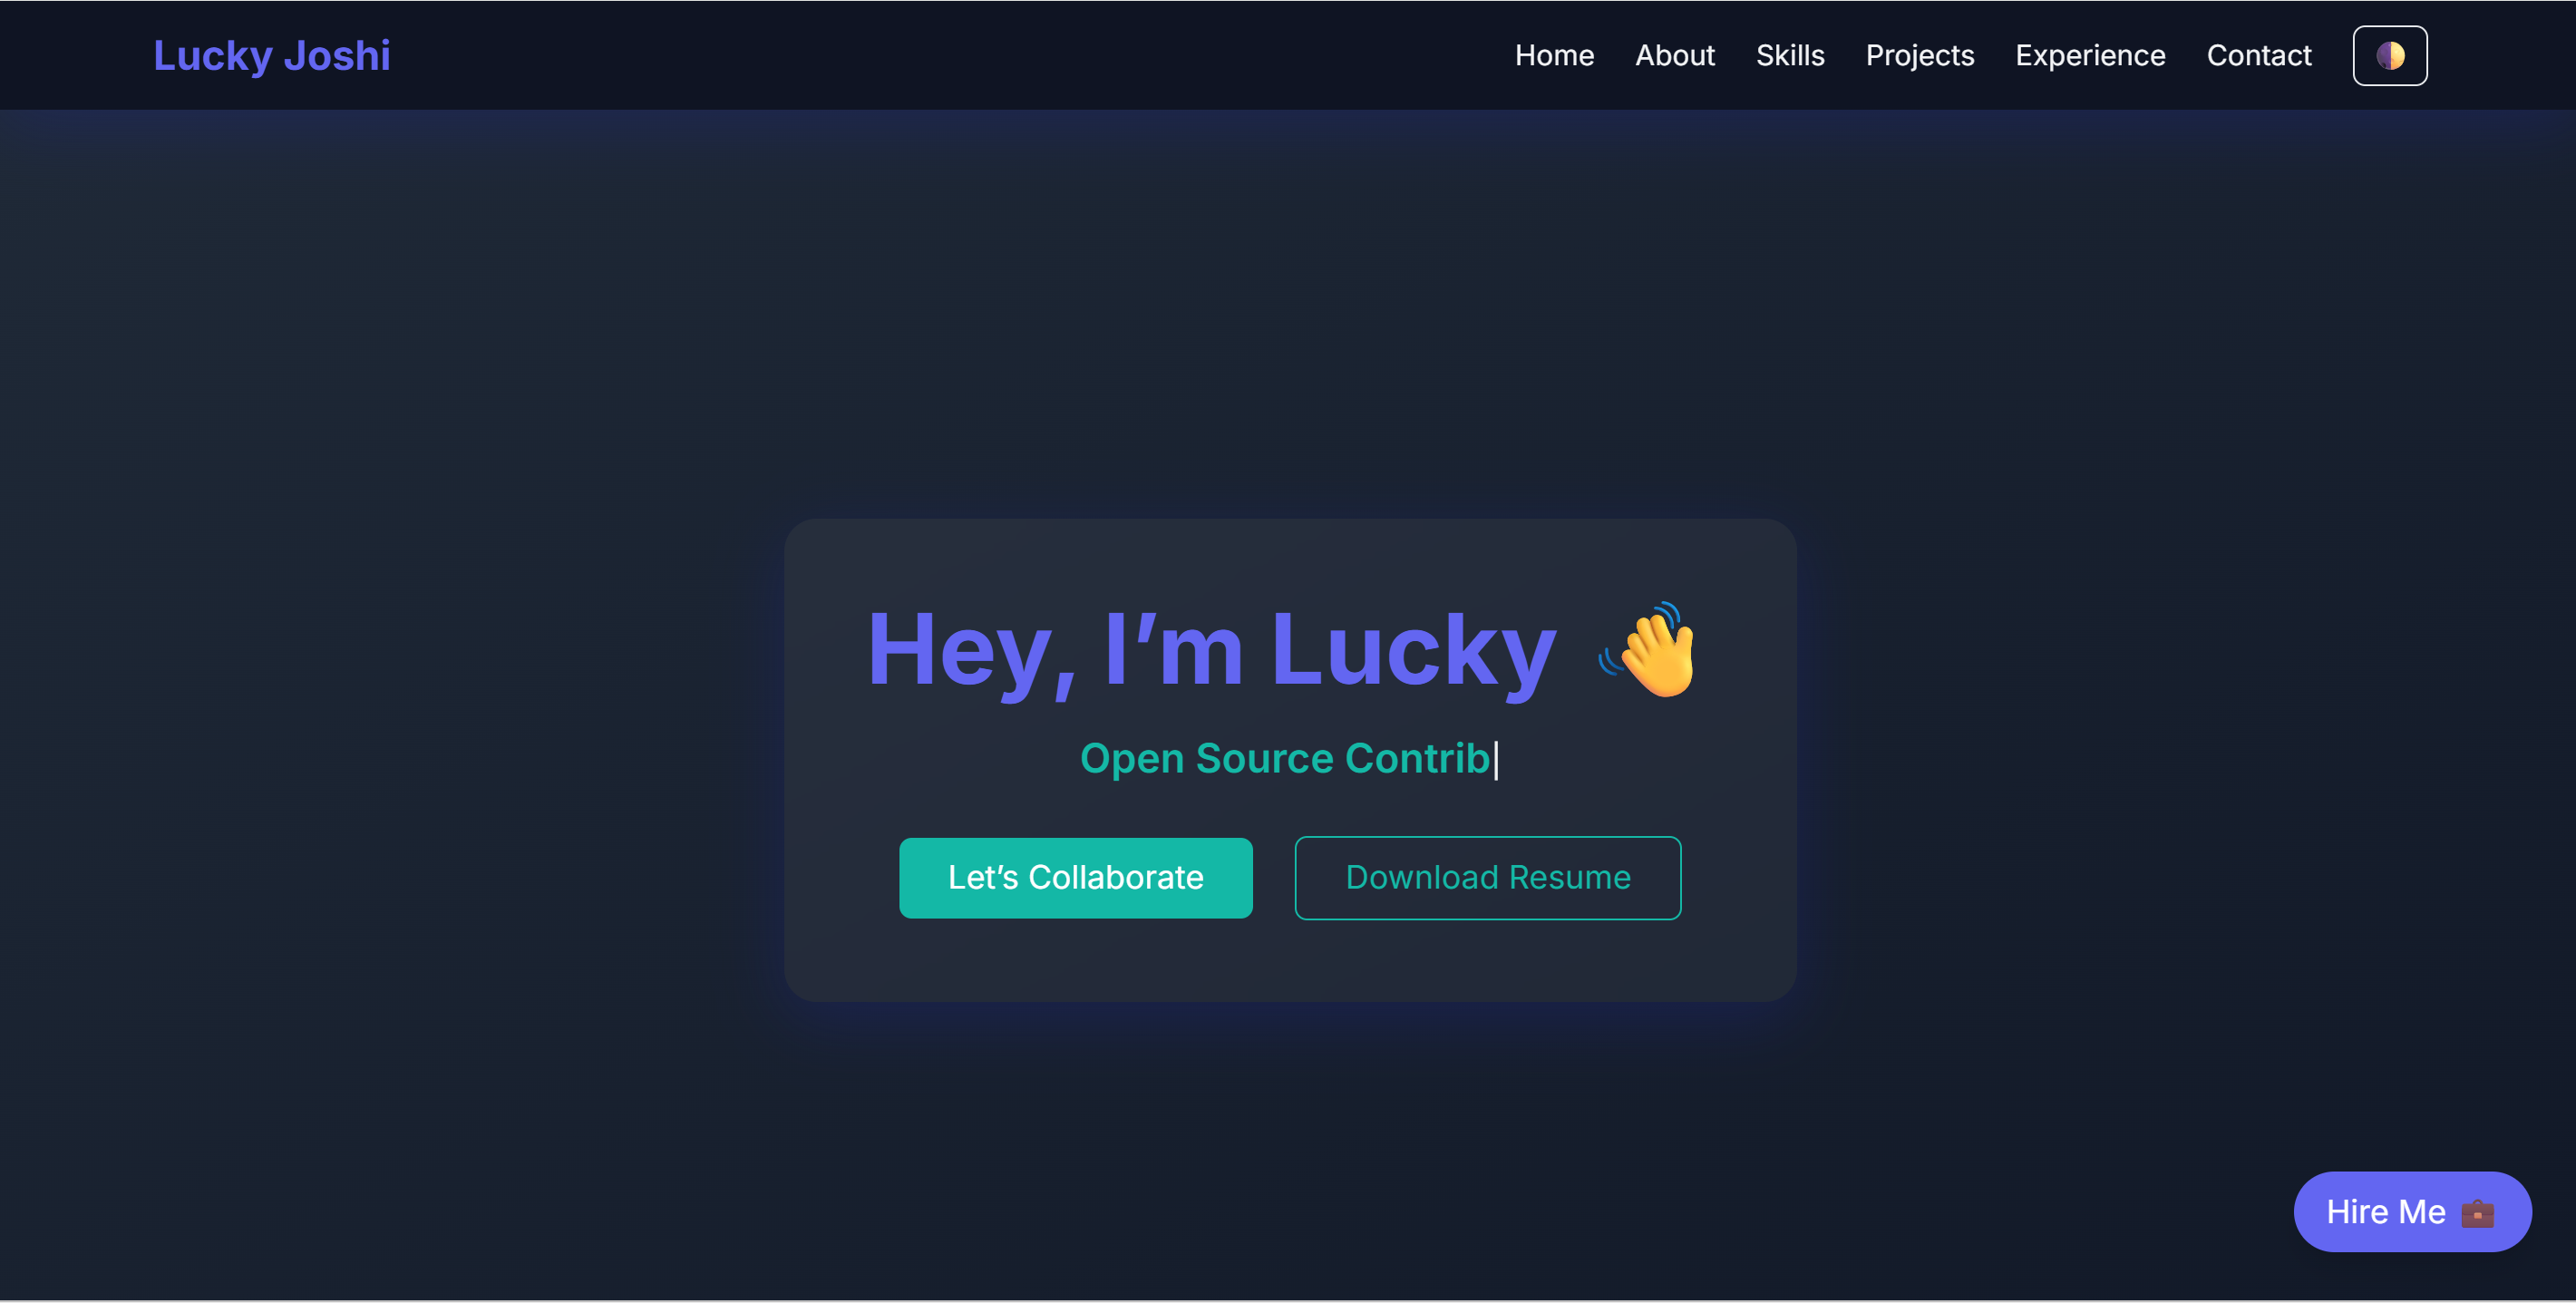 Lucky Joshi
Home About Skills Projects Experience Contact
Hey, I’m Lucky 👋
Open Source Contrib
Let’s Collaborate
Download Resume
Hire Me 💼